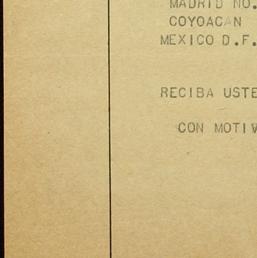 MADRID NO.
COYOACAN
MEXICO D.F.
RECIBA USTE
CON MOTIV